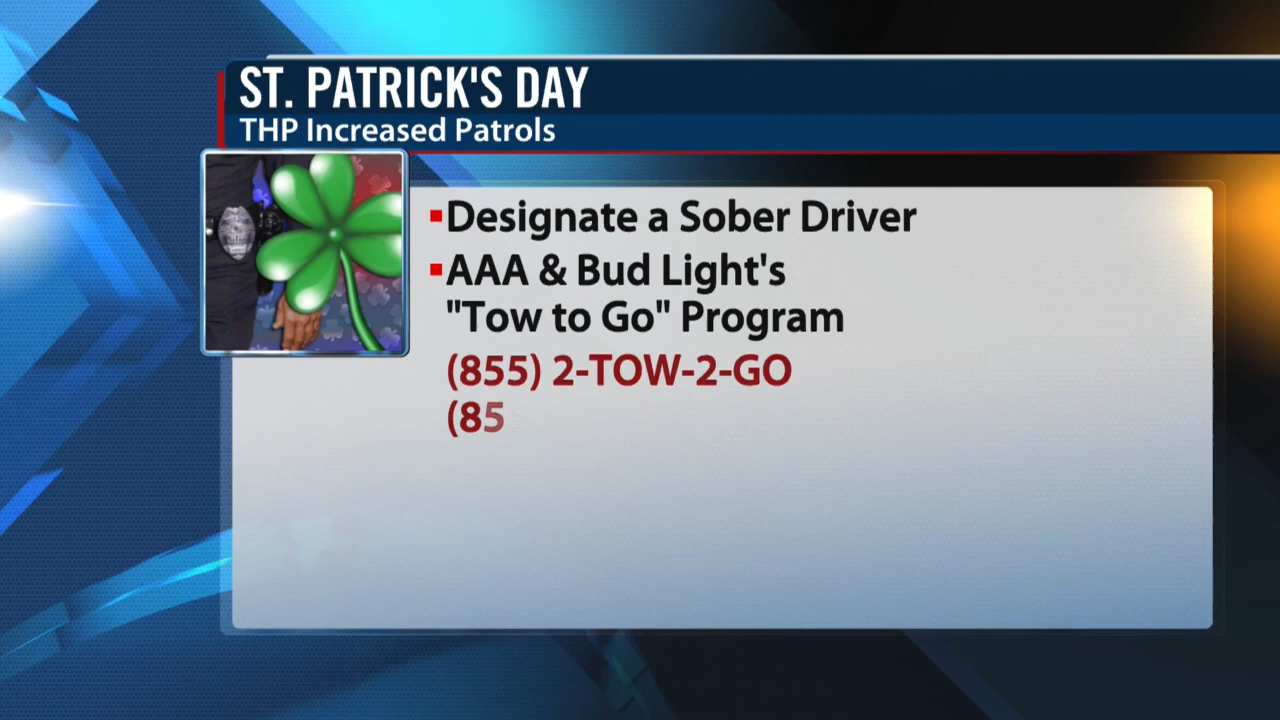 ST. PATRICK'S DAY
THP Increased Patrols
Designate a Sober Driver
AAA & Bud Light's
"Tow to Go" Program
(855) 2-TOW-2-GO
(85